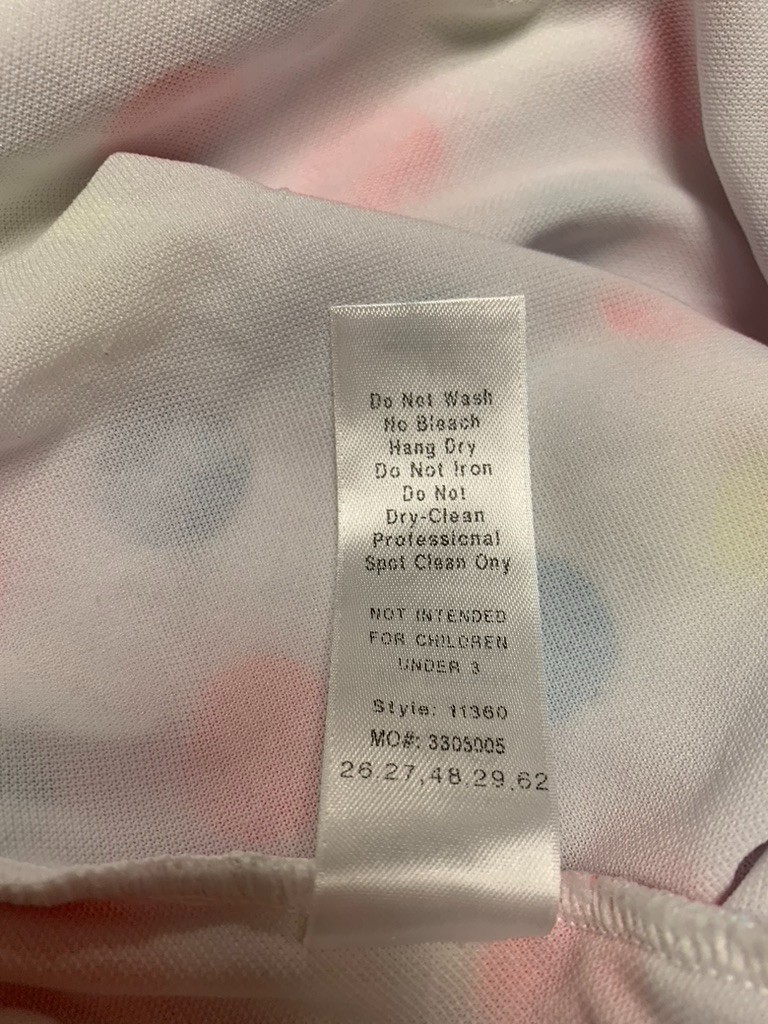 Do Not Wash
No Bleach
Hang Dry
Do Not Iron
Do Not
Dry-Clean
Professional
Spot Clean Ony
NOT INTENDED
FOR CHILDREN
UNDER 3
Style: 11360
MO#: 3305005
26.27,48.29.62